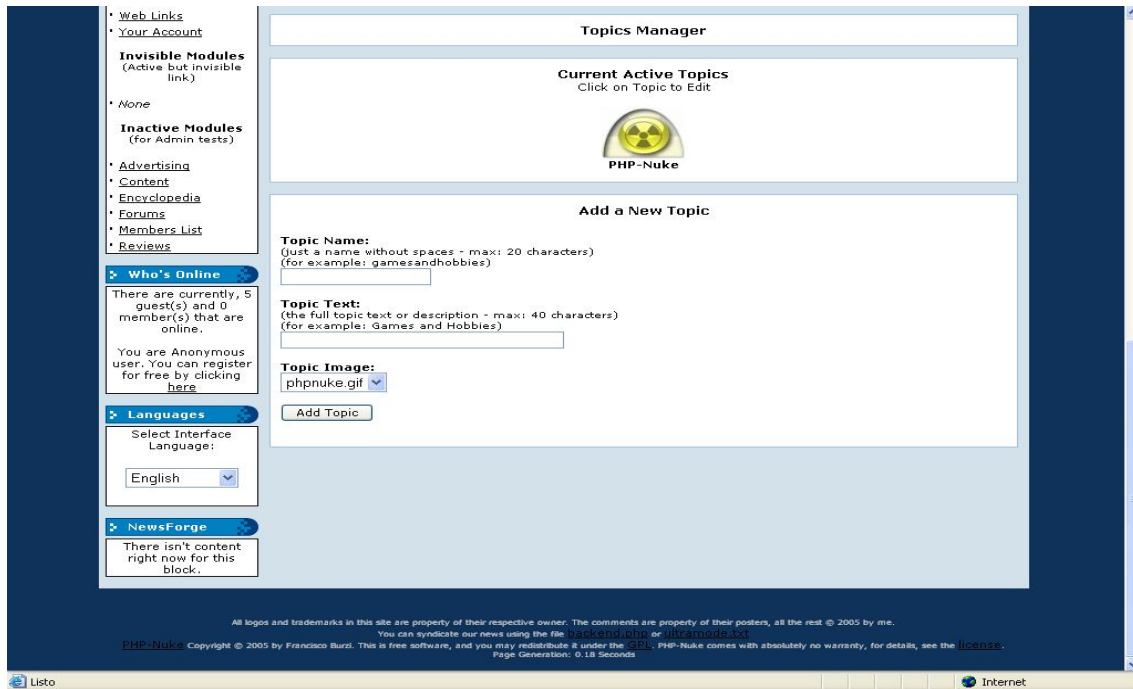 Web Links
Your Account
Invisible Modules
(Active but invisible
link)
None
Inactive Modules
(for Admin tests)
Advertising
Content
Encyclopedia
Forums
Members List
Reviews
Who's Online
There are currently, 5
guest(s) and 0
member(s) that are
online.
You are Anonymous
user. You can register
for free by clicking
here
Languages
Select Interface
Language:
English
NewsForge
There isn't content
right now for this
block.
Topics Manager
Current Active Topics
Click on Topic to Edit
PHP-Nuke
Add a New Topic
Topic Name:
(just a name without spaces - max: 20 characters)
(for example: gamesandhobbies)
Topic Text:
(the full topic text or description - max: 40 characters)
(for example: Games and Hobbies)
Topic Image:
phpnuke.gif
Add Topic
All logos and trademarks in this site are property of their respective owner. The comments are property of their posters, all the rest © 2005 by me.
You can syndicate our news using the file backend.php or ultramode.txt
PHP-Nuke Copyright © 2005 by Francisco Burzi. This is free software, and you may redistribute it under the GPL. PHP-Nuke comes with absolutely no warranty, for details, see the license.
Page Generation: 0.18 Seconds
Listo
Internet